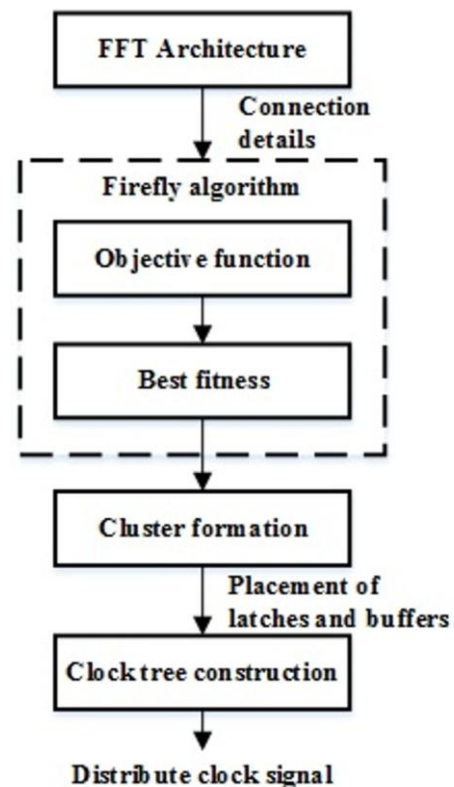 FFT Architecture
Connection
details
Firefly algorithm
Objective function
Best fitness
Cluster formation
Placement of
latches and buffers
Clock tree construction
Distribute clock signal